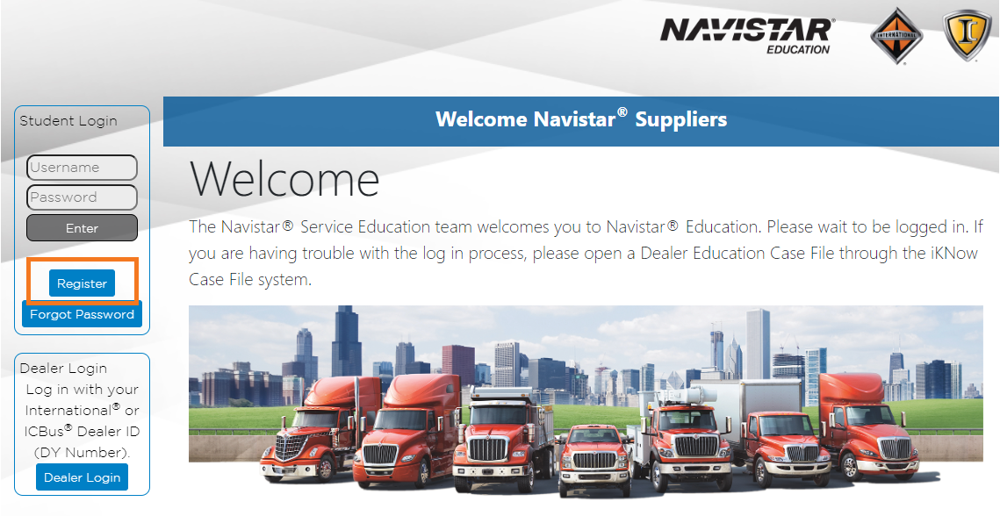 NAVISTAR®
EDUCATION
INTERNATIONAL®
IC®
Student Login
Username
Password
Enter
Register
Forgot Password
Dealer Login
Log in with your
International® or
ICBus® Dealer ID
(DY Number).
Dealer Login
Welcome Navistar® Suppliers
Welcome
The Navistar® Service Education team welcomes you to Navistar® Education. Please wait to be logged in. If
you are having trouble with the log in process, please open a Dealer Education Case File through the iKNow
Case File system.